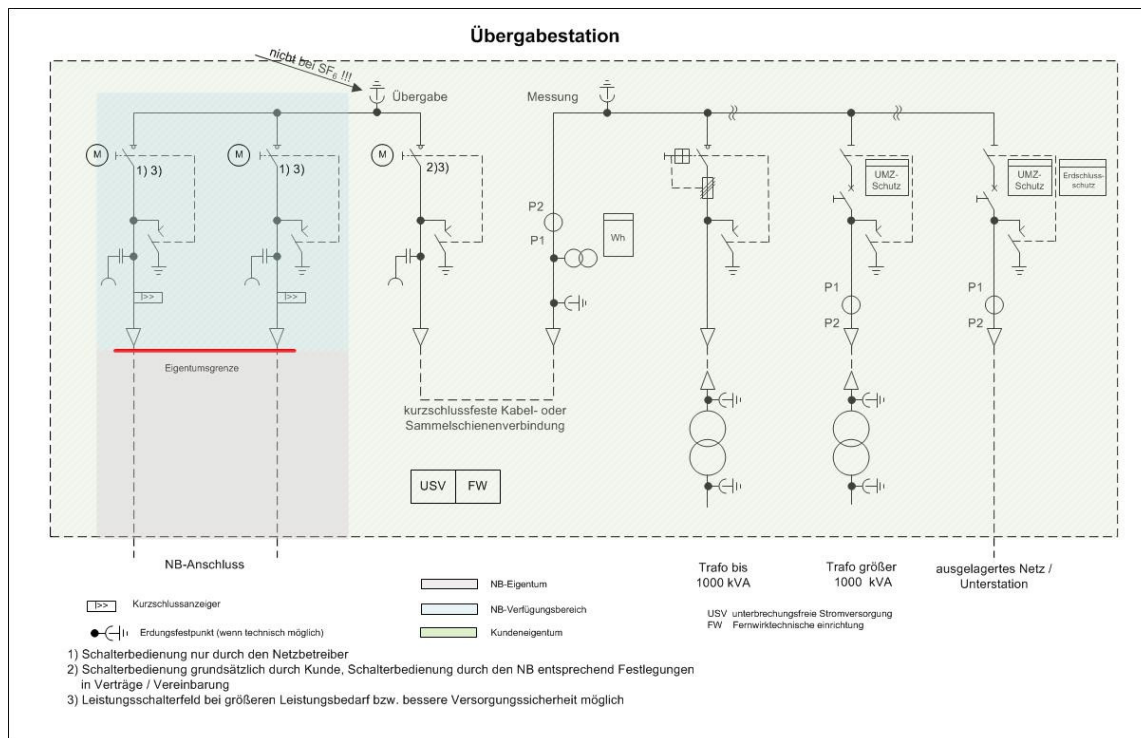 Übergabestation
nicht bei SF₆ !!!
Übergabe
Messung
M
1) 3)
M
1) 3)
M
2)3)
UMZ-
Schutz
UMZ-
Schutz
Erdschluss-
schutz
P2
P1
Wh
I>>
I>>
P1
P2
P1
P2
Eigentumsgrenze
kurzschlussfeste Kabel- oder
Sammelschienenverbindung
USV FW
NB-Anschluss
Trafo bis
1000 kVA
Trafo größer
1000 kVA
ausgelagertes Netz /
Unterstation
I>> Kurzschlussanzeiger
Erdungsfestpunkt (wenn technisch möglich)
NB-Eigentum
NB-Verfügungsbereich
Kundeneigentum
USV unterbrechungsfreie Stromversorgung
FW Fernwirktechnische einrichtung
1) Schalterbedienung nur durch den Netzbetreiber
2) Schalterbedienung grundsätzlich durch Kunde, Schalterbedienung durch den NB entsprechend Festlegungen
in Verträge / Vereinbarung
3) Leistungsschalterfeld bei größeren Leistungsbedarf bzw. bessere Versorgungssicherheit möglich